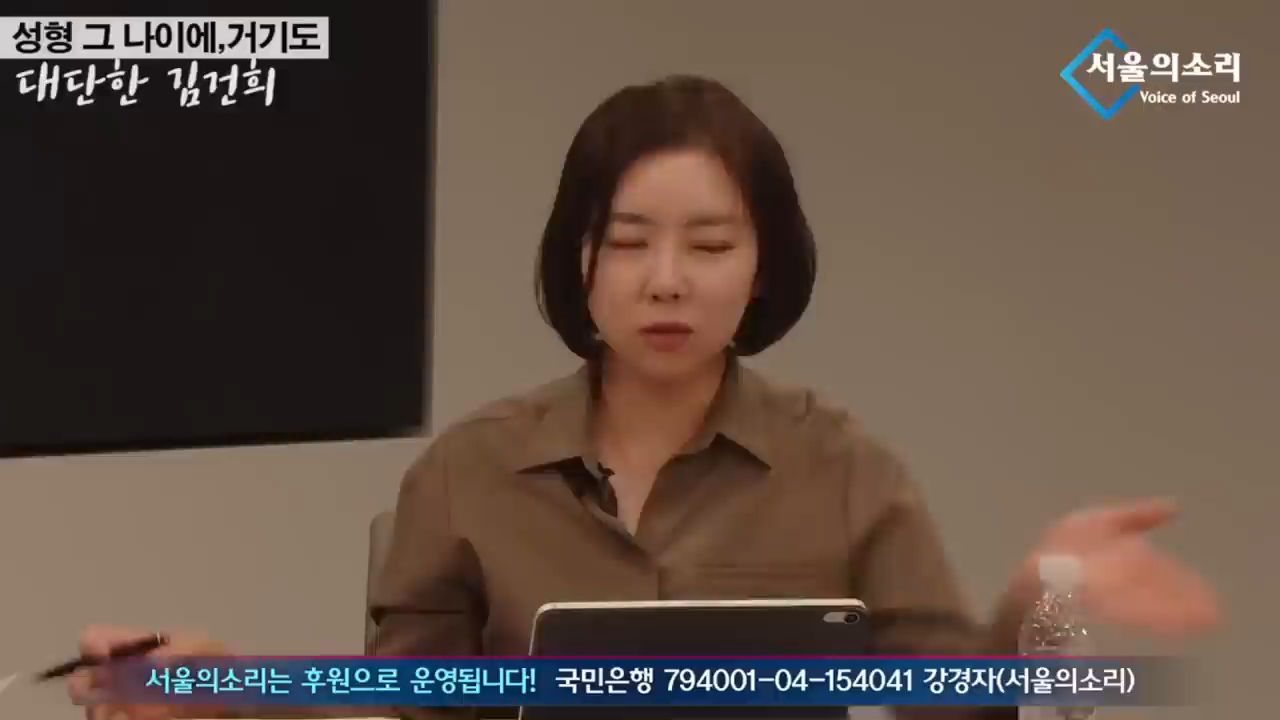 성형 그 나이에,거기도
대단한 김건희
서울의소리
Voice of Seoul
서울의소리는 후원으로 운영됩니다! 국민은행 794001-04-154041 강경자(서울의소리)